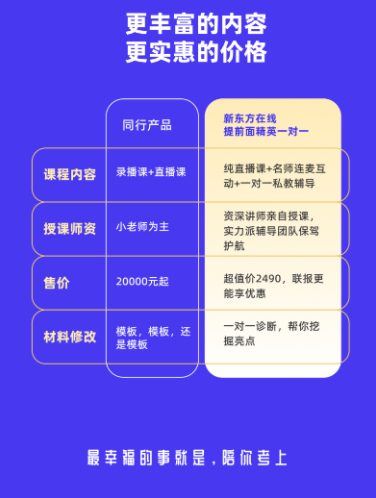 更丰富的内容
更实惠的价格
同行产品
新东方在线
提前面精英一对一
课程内容
录播课+直播课
纯直播课+名师连麦互
动+一对一私教辅导
授课师资
小老师为主
资深讲师亲自授课，
实力派辅导团队保驾
护航
售价
20000元起
超值价2490，联报更
能享优惠
材料修改
模板，模板，还
是模板
一对一诊断，帮你挖
掘亮点
最幸福的事就是，陪你考上